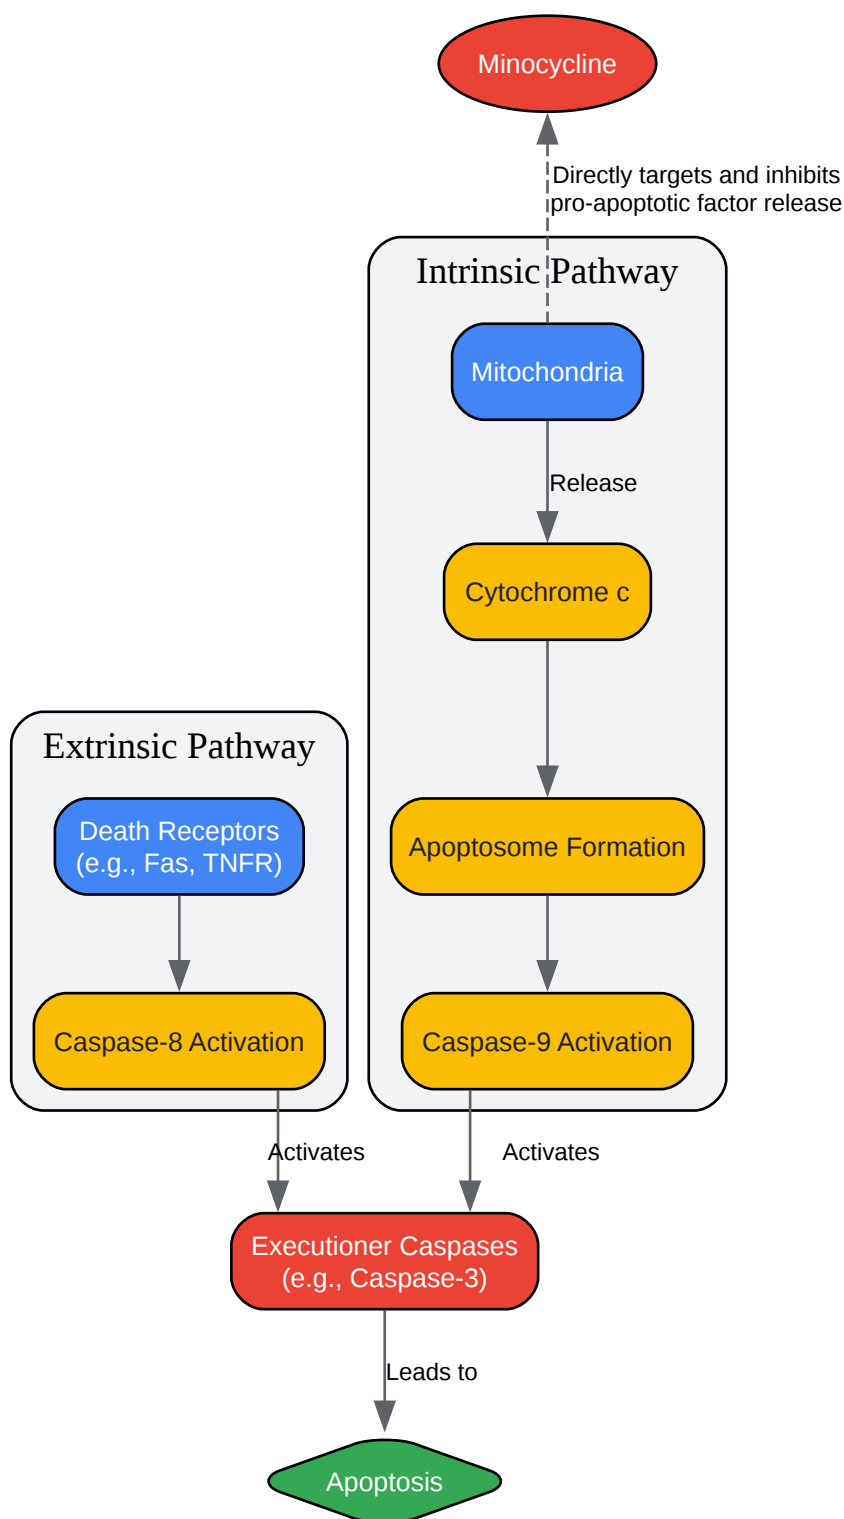 Minocycline
Directly targets and inhibits
pro-apoptotic factor release
Intrinsic Pathway
Mitochondria
Release
Cytochrome c
Extrinsic Pathway
Death Receptors
(e.g., Fas, TNFR)
Apoptosome Formation
Caspase-8 Activation
Caspase-9 Activation
Activates
Activates
Executioner Caspases
(e.g., Caspase-3)
Leads to
Apoptosis